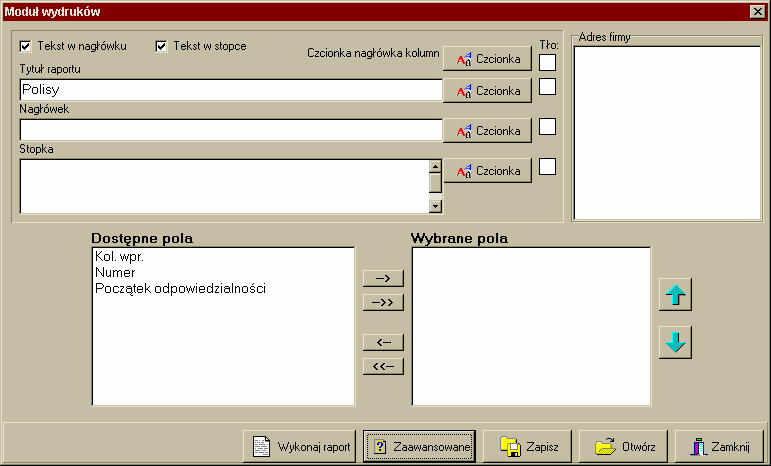 Moduł wydruków
Tekst w nagłówku
Tekst w stopce
Czcionka nagłówka kolumn
Czcionka
Tło:
Adres firmy
Tytuł raportu
Polisy
Czcionka
Nagłówek
Czcionka
Stopka
Czcionka
Dostępne pola
Wybrane pola
Kol. wpr.
Numer
Początek odpowiedzialności
—>
—>>
<—
<<—
Wykonaj raport
Zaawansowane
Zapisz
Otwórz
Zamknij